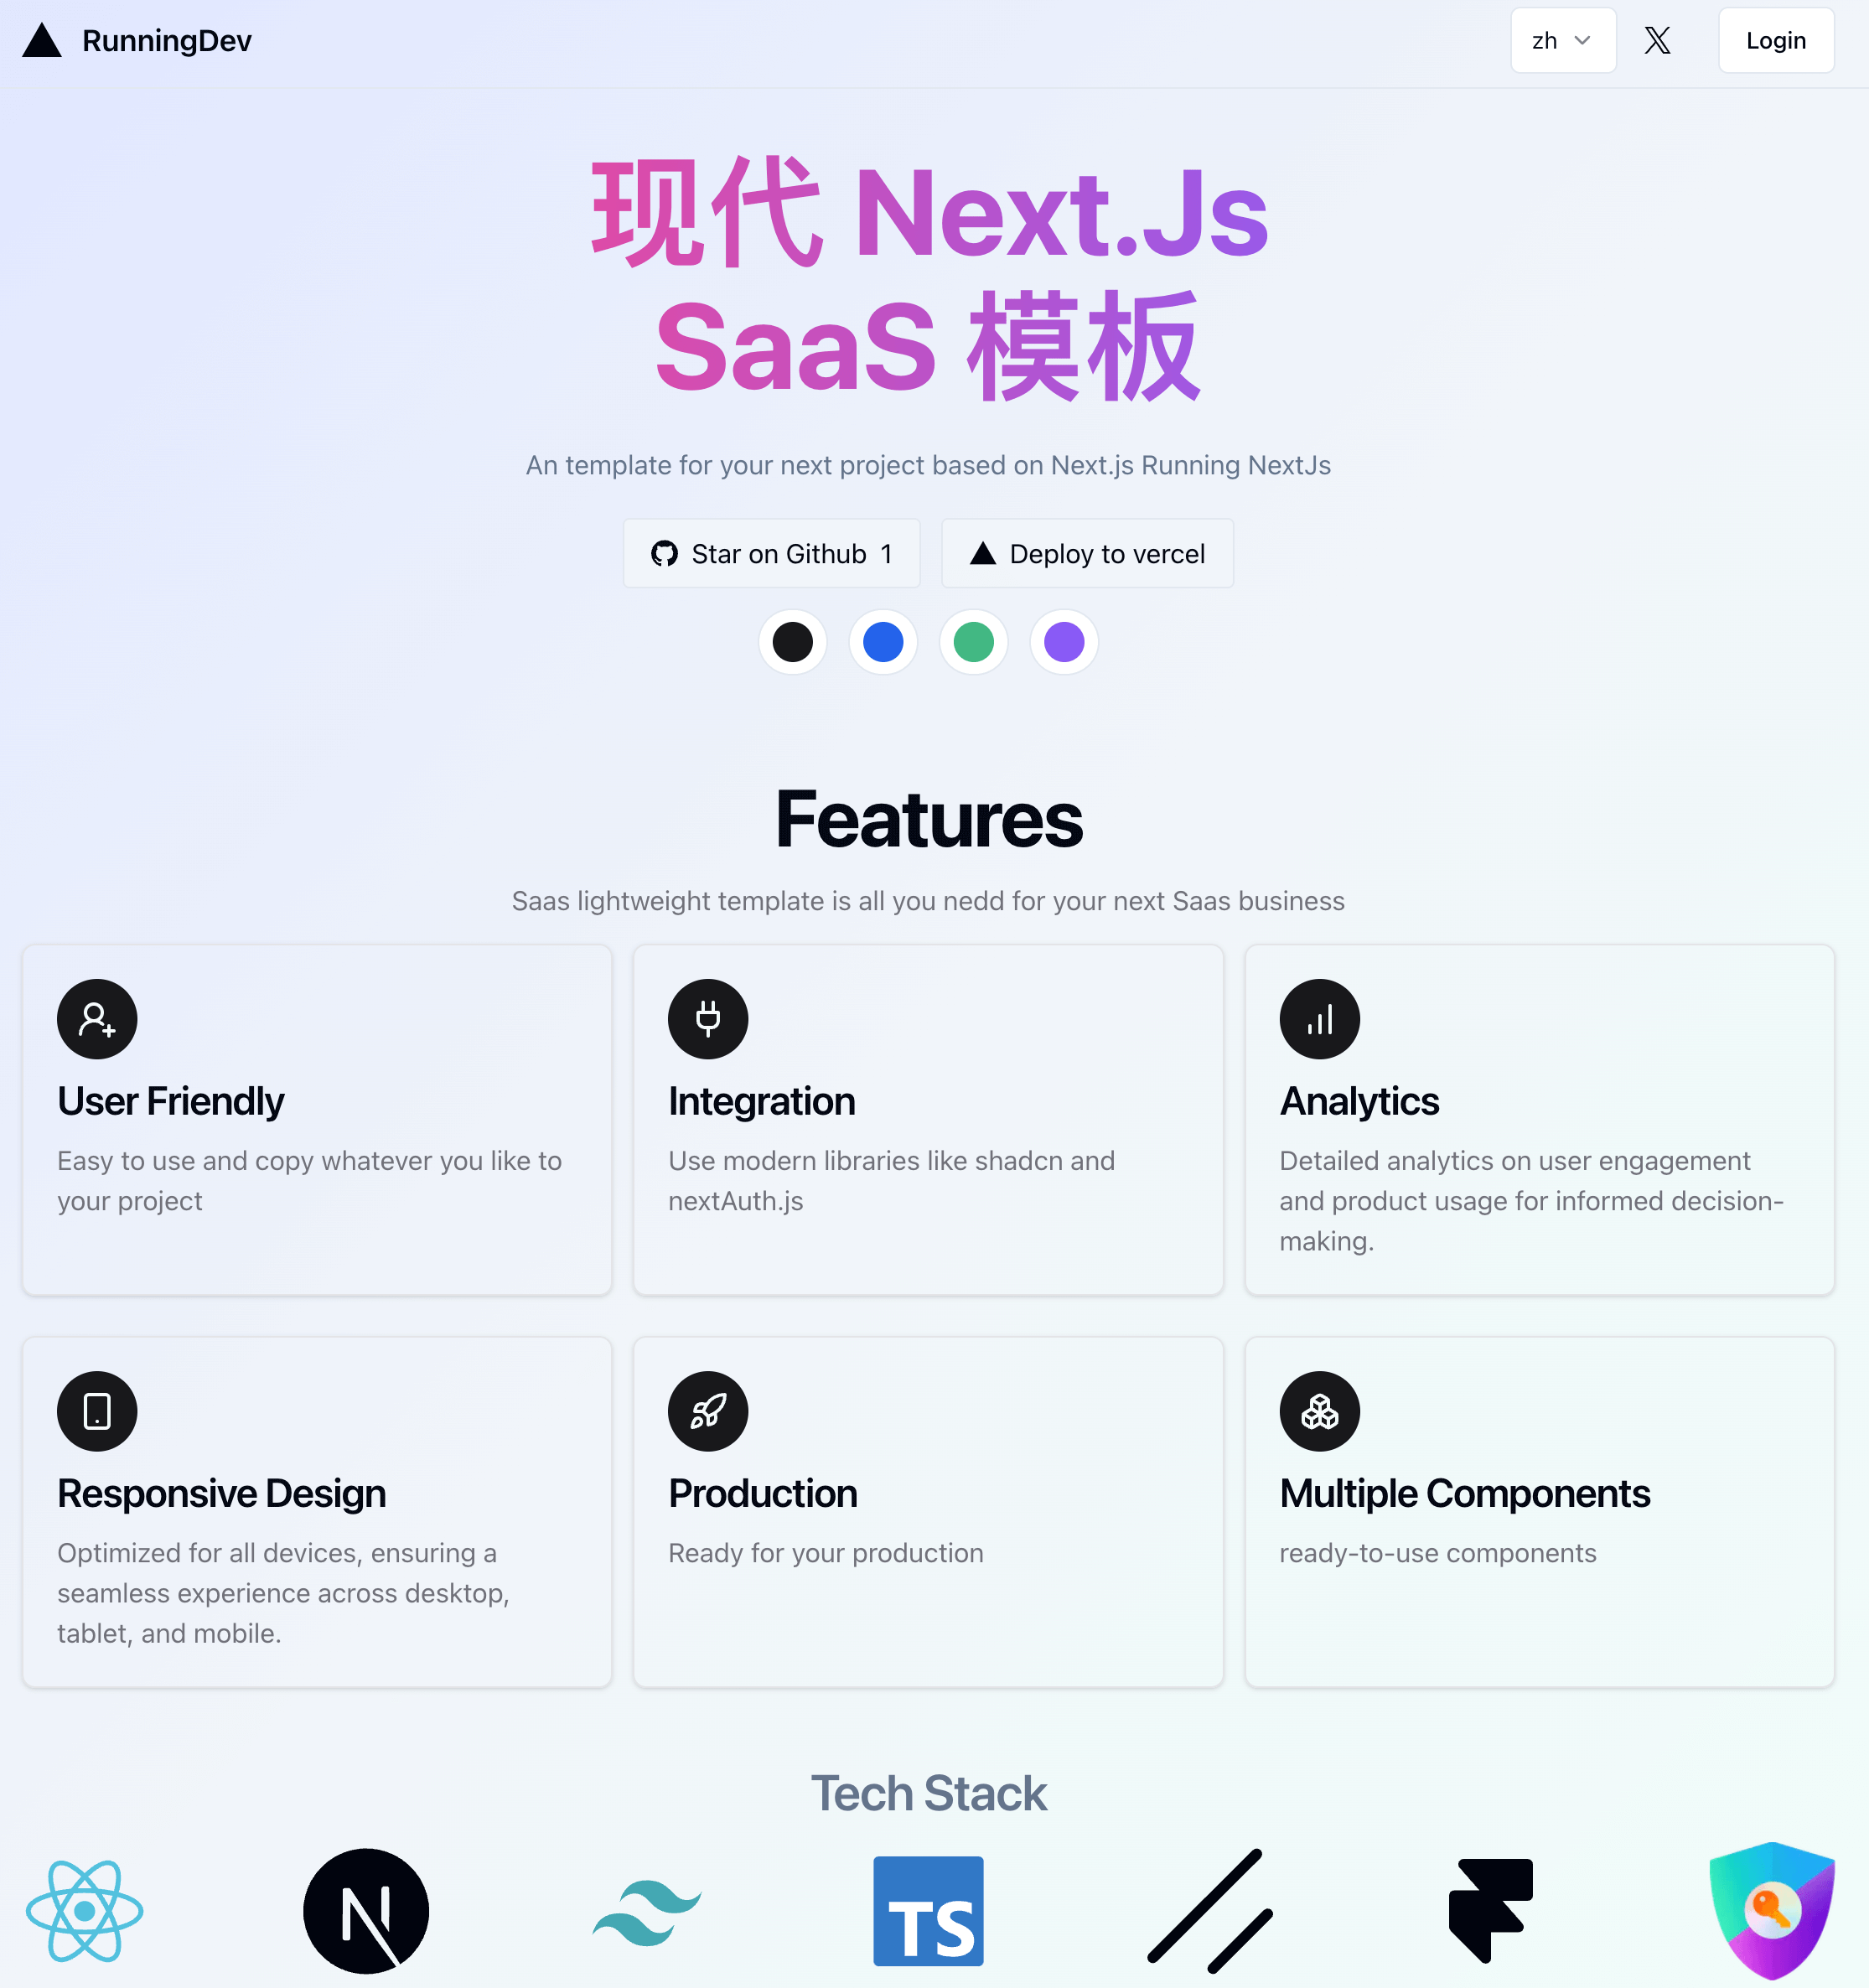 RunningDev
zh
Login
现代 Next.Js
SaaS 模板
An template for your next project based on Next.js Running NextJs
Star on Github 1
Deploy to vercel
Features
Saas lightweight template is all you nedd for your next Saas business
User Friendly
Easy to use and copy whatever you like to
your project
Integration
Use modern libraries like shadcn and
nextAuth.js
Analytics
Detailed analytics on user engagement
and product usage for informed decision-
making.
Responsive Design
Optimized for all devices, ensuring a
seamless experience across desktop,
tablet, and mobile.
Production
Ready for your production
Multiple Components
ready-to-use components
Tech Stack
N
TS